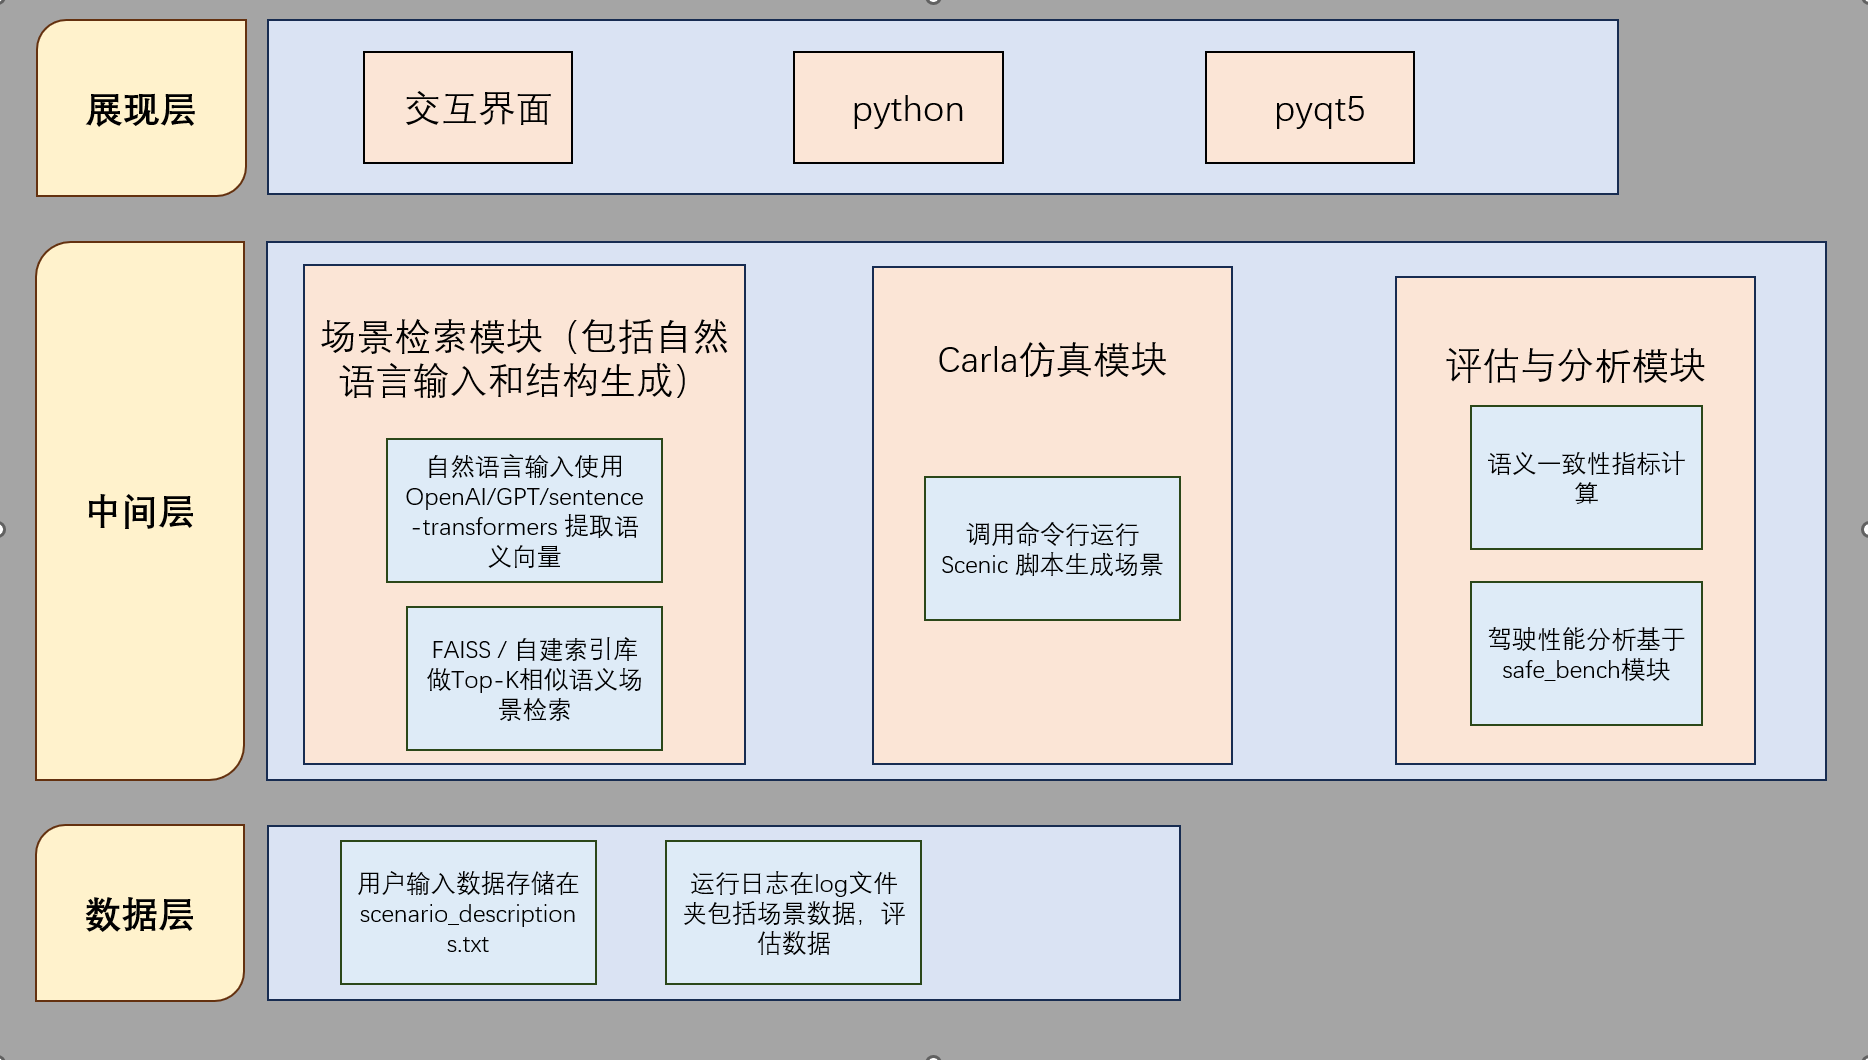 展现层
交互界面
python
pyqt5
中间层
场景检索模块（包括自然
语言输入和结构生成）
自然语言输入使用
OpenAI/GPT/sentence
-transformers 提取语
义向量
FAISS / 自建索引库
做Top-K相似语义场
景检索
Carla仿真模块
调用命令行运行
Scenic 脚本生成场景
评估与分析模块
语义一致性指标计
算
驾驶性能分析基于
safe_bench模块
数据层
用户输入数据存储在
scenario_description
s.txt
运行日志在log文件
夹包括场景数据，评
估数据